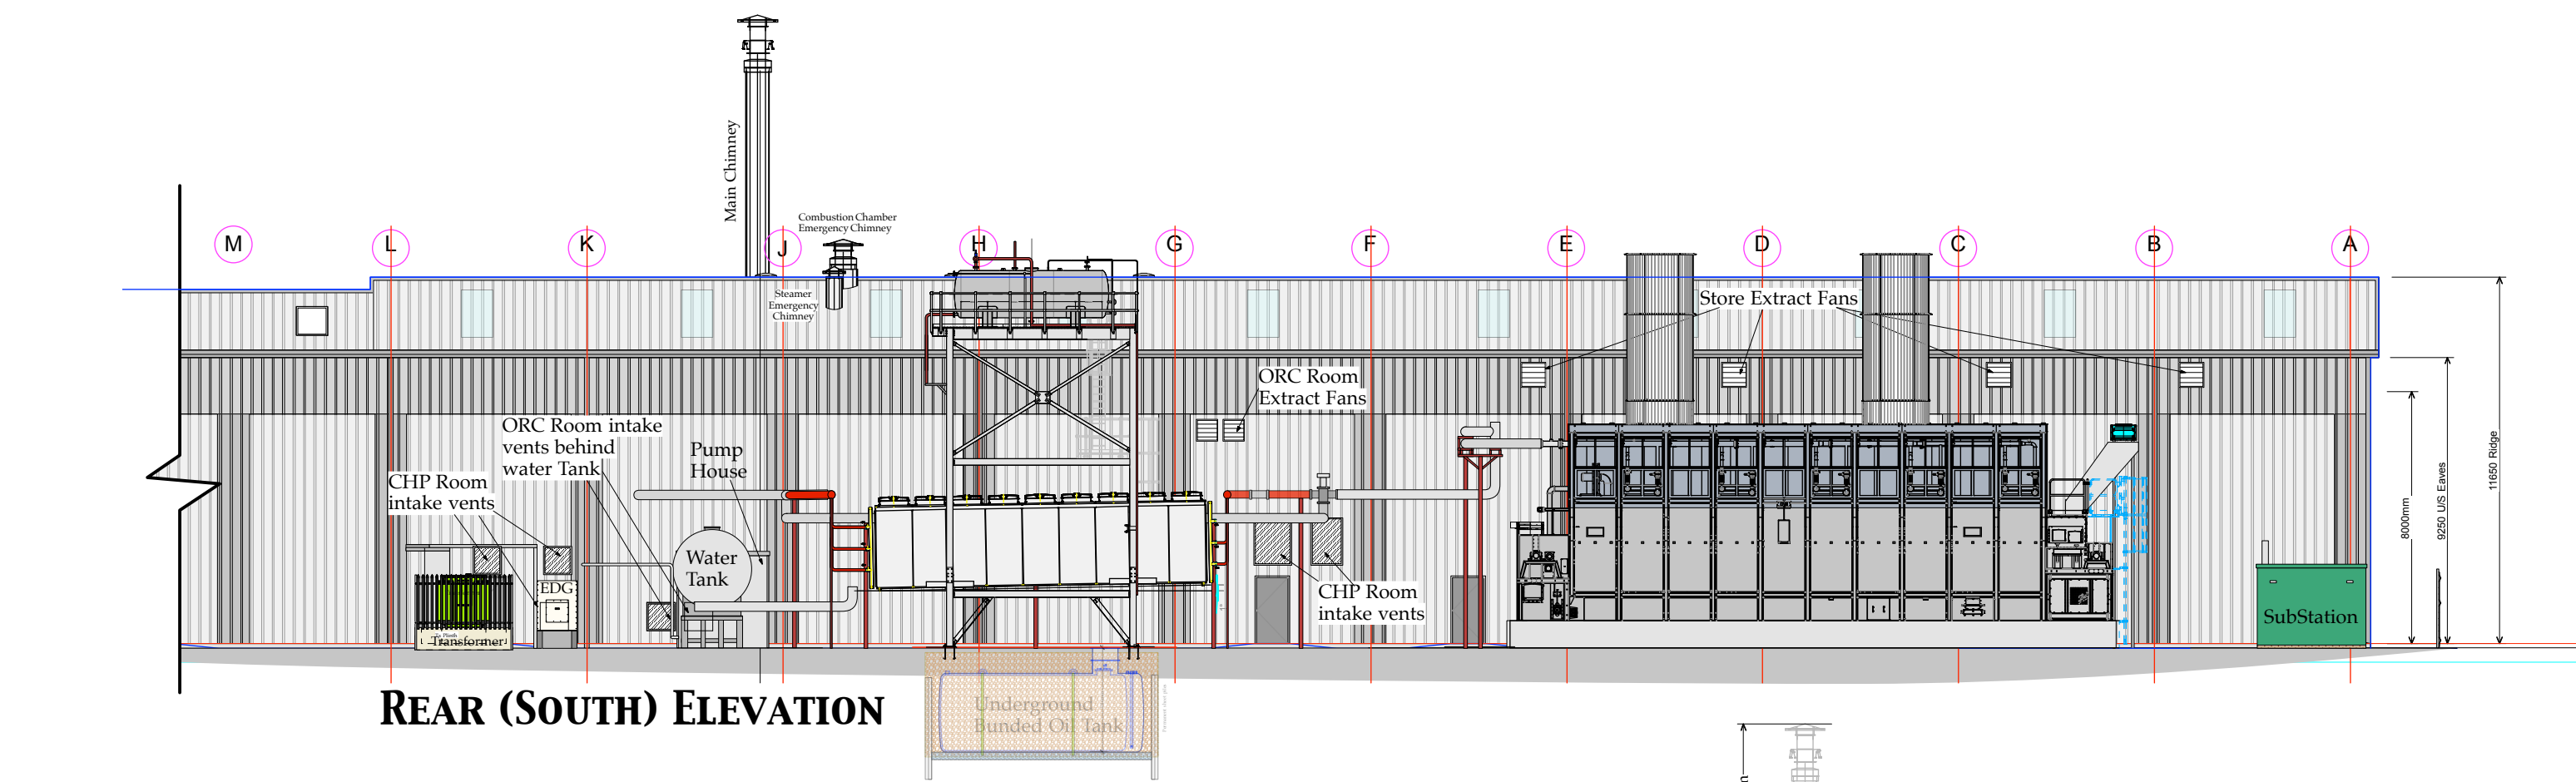 Main Chimney
Combustion Chamber
Emergency Chimney
M
L
K
J
H
G
F
E
D
C
B
A
Steamer
Emergency
Chimney
Store Extract Fans
ORC Room
Extract Fans
ORC Room intake
vents behind
water Tank
Pump
House
CHP Room
intake vents
Water
Tank
EDG
Transformer
CHP Room
intake vents
SubStation
8000mm
9250 U/S Eaves
11650 Ridge
Rear (South) Elevation
Underground
Bunded Oil Tank